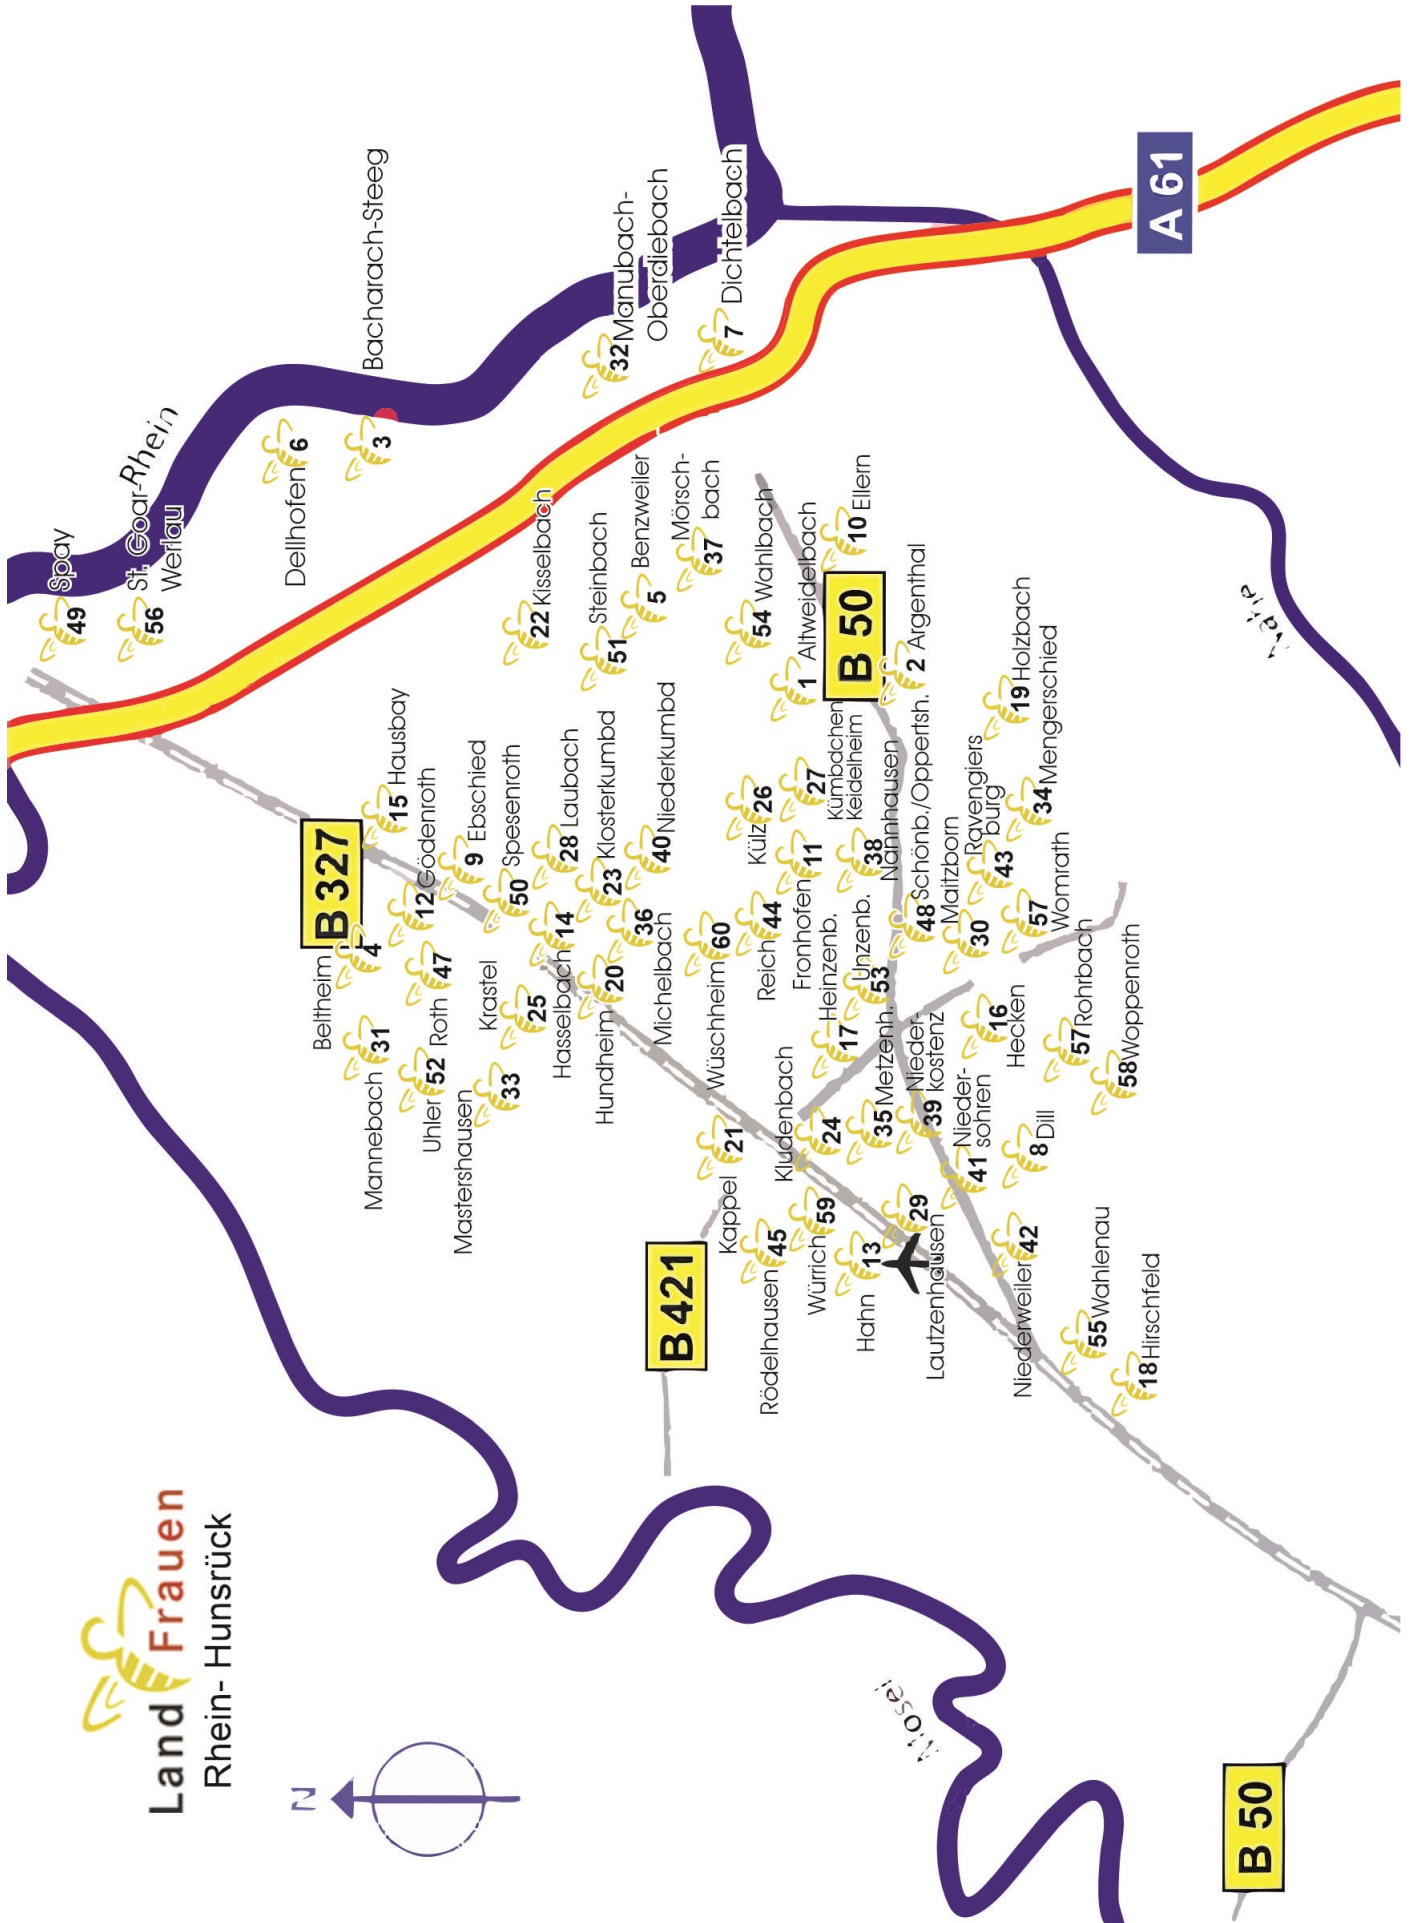 Land Frauen
Rhein- Hunsrück
N
49 Spay
56 St. Goar-
Werlau
Rhein
6
Dellhofen
3
Bacharach-Steeg
32 Manubach-
Oberdiebach
7
Dichtelbach
A 61
B 327
15 Hausbay
4
Beltheim
12 Gödenroth
9 Ebschied
50
Spesenroth
47
Roth
31
Mannebach
52
Uhler
33
Mastershausen
25
Krastel
14
Hasselbach
28 Laubach
23 Klosterkumbd
20
Hundheim
36
Michelbach
40 Niederkumbd
22 Kisselbach
51
Steinbach
5
Benzweiler
37
Mörsch-
bach
54 Wahlbach
1 Altweidelbach
10 Ellern
B 50
2 Argenthal
26
Külz
27
Kümbdchen
Keidelheim
11
Fronhofen
38
Nannhausen
60
Wüschheim
44
Reich
17
Heinzenb.
53
Unzenb.
48 Schönb./Oppertsh.
30
Maitzborn
43
Ravengiers
burg
19 Holzbach
34 Mengerschied
57
Womrath
16
Hecken
57 Rohrbach
58 Woppenroth
21
Kappel
24
Kludenbach
35 Metzenh.
39
Nieder-
kostenz
41
Nieder-
sohren
8 Dill
B 421
45
Rödelhausen
59
Würrich
13
Hahn
29
Lautzenhausen
42
Niederweiler
55 Wahlenau
18 Hirschfeld
Mosel
Nahe
B 50